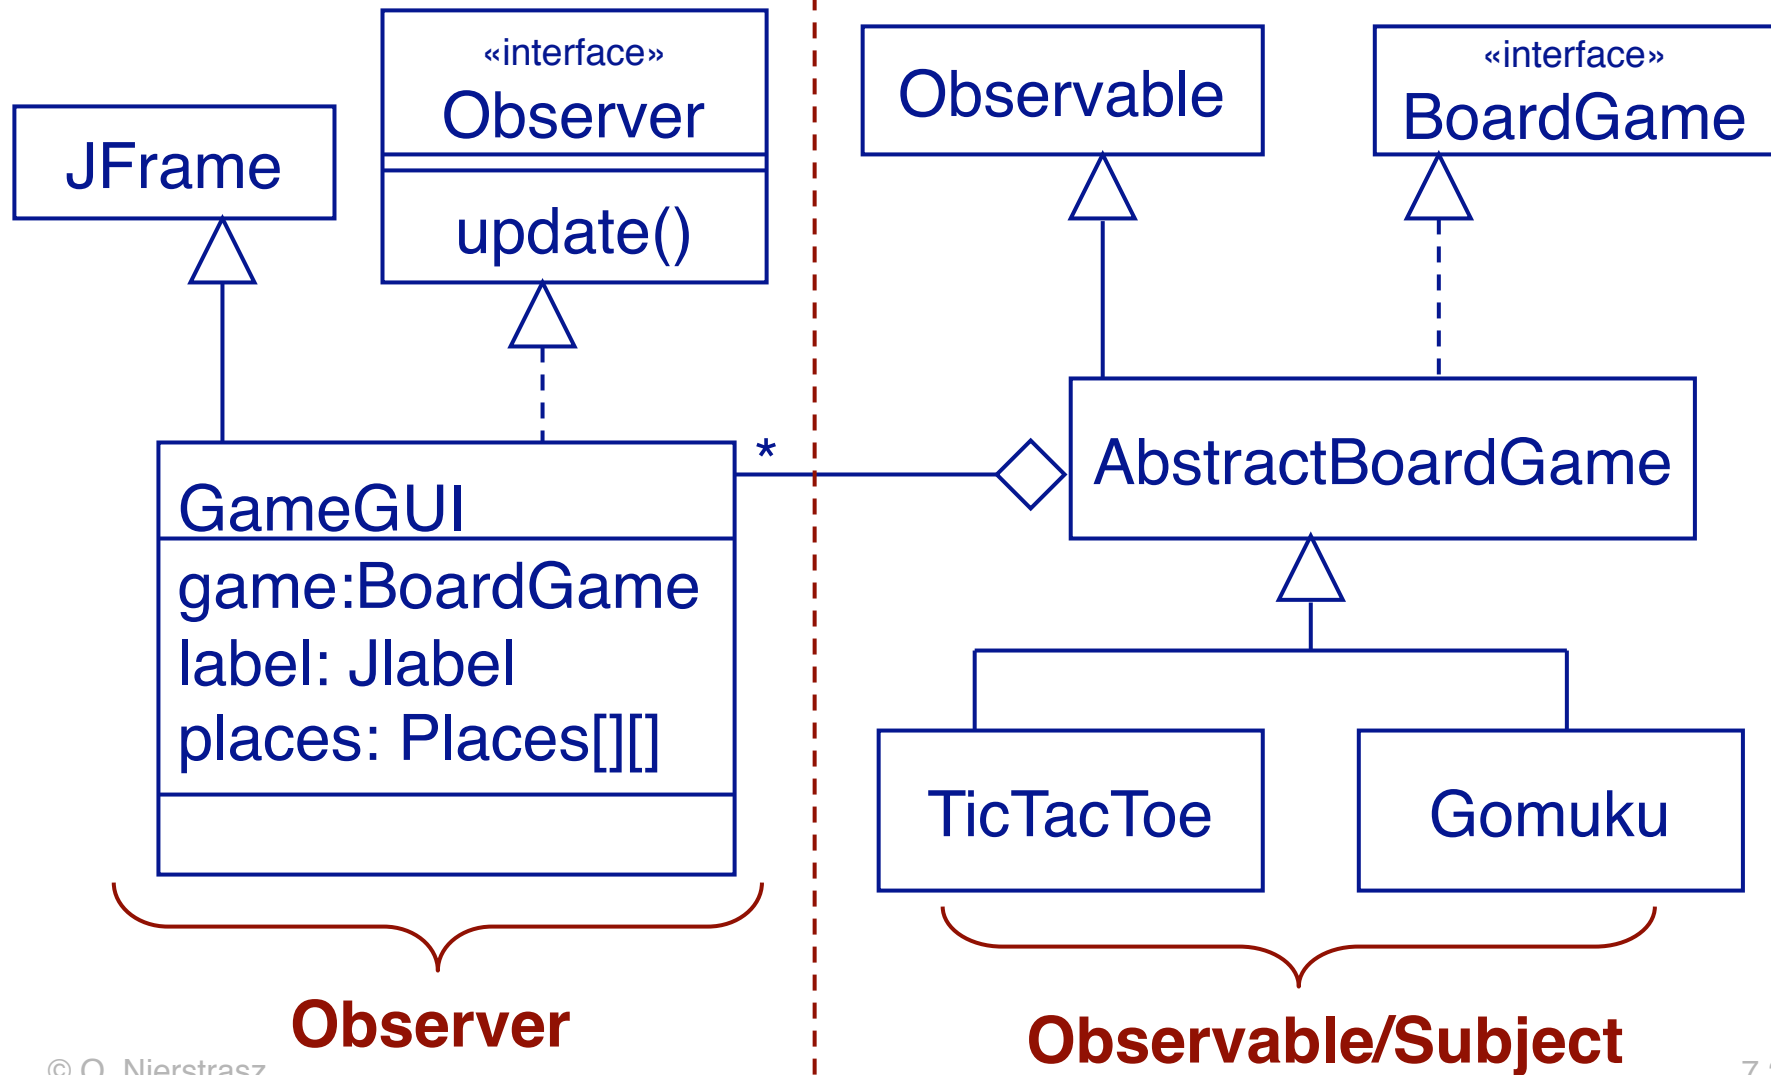 JFrame
«interface»
Observer
update()
Observable
«interface»
BoardGame
GameGUI
game:BoardGame
label: Jlabel
places: Places[][]
*
AbstractBoardGame
TicTacToe
Gomuku
Observer
Observable/Subject
© O. Nierstrasz